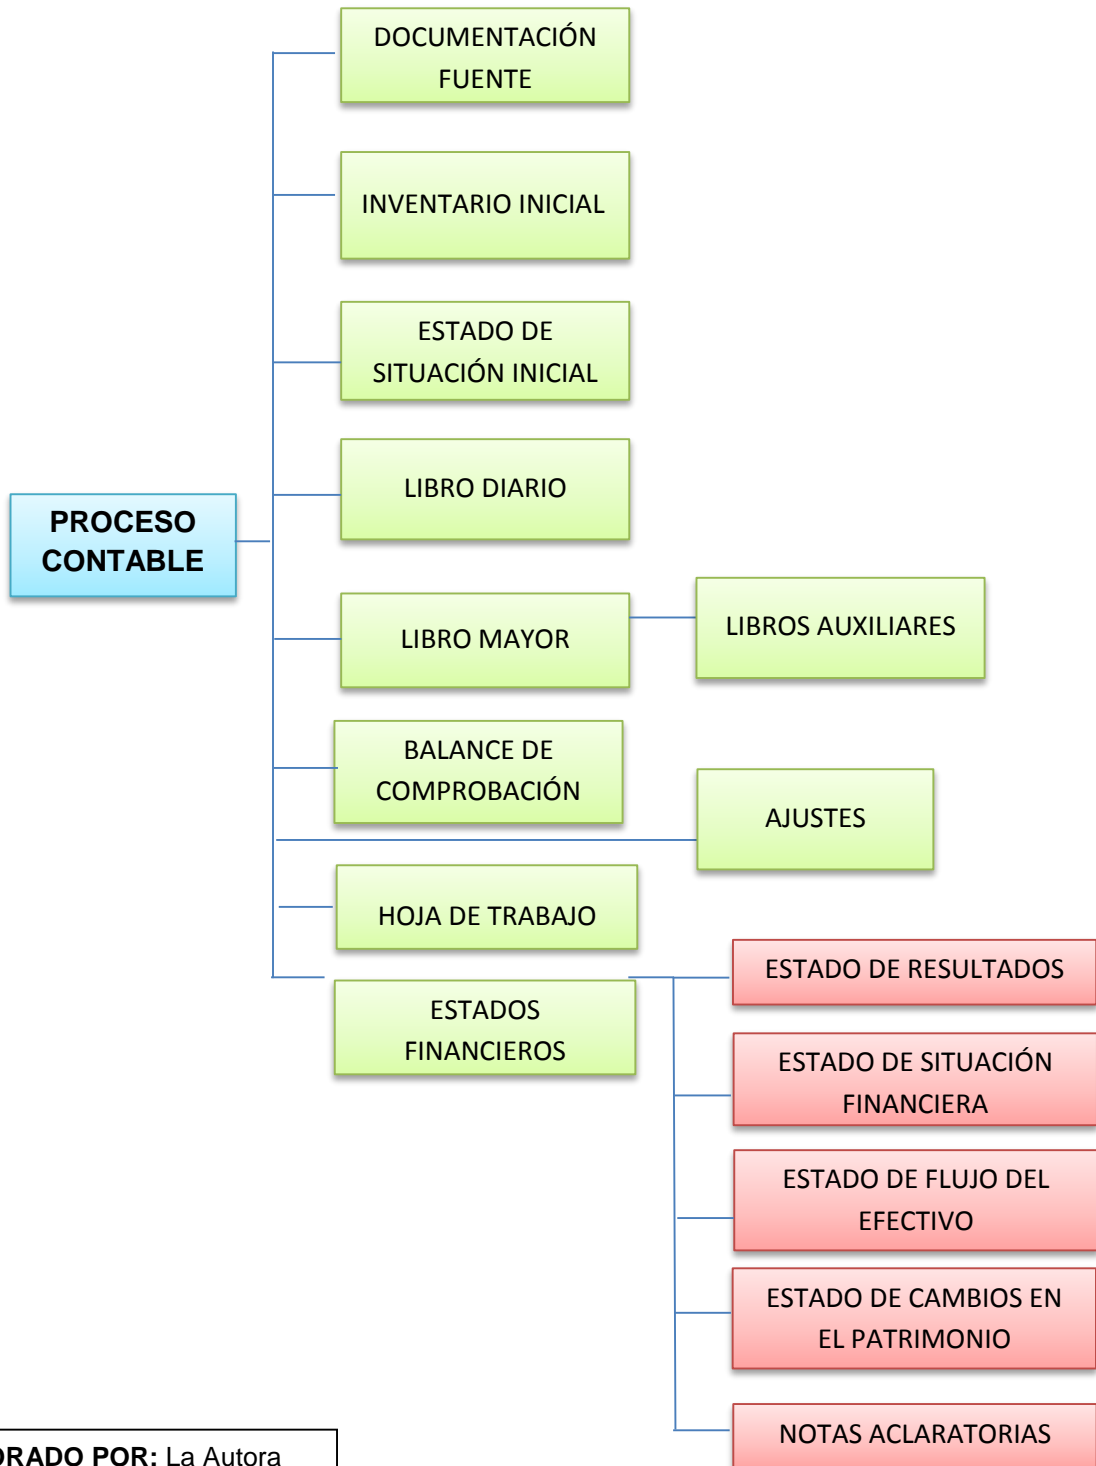 DOCUMENTACIÓN
FUENTE
INVENTARIO INICIAL
ESTADO DE
SITUACIÓN INICIAL
LIBRO DIARIO
PROCESO
CONTABLE
LIBRO MAYOR
LIBROS AUXILIARES
BALANCE DE
COMPROBACIÓN
AJUSTES
HOJA DE TRABAJO
ESTADOS
FINANCIEROS
ESTADO DE RESULTADOS
ESTADO DE SITUACIÓN
FINANCIERA
ESTADO DE FLUJO DEL
EFECTIVO
ESTADO DE CAMBIOS EN
EL PATRIMONIO
NOTAS ACLARATORIAS
ORADO POR: La Autora